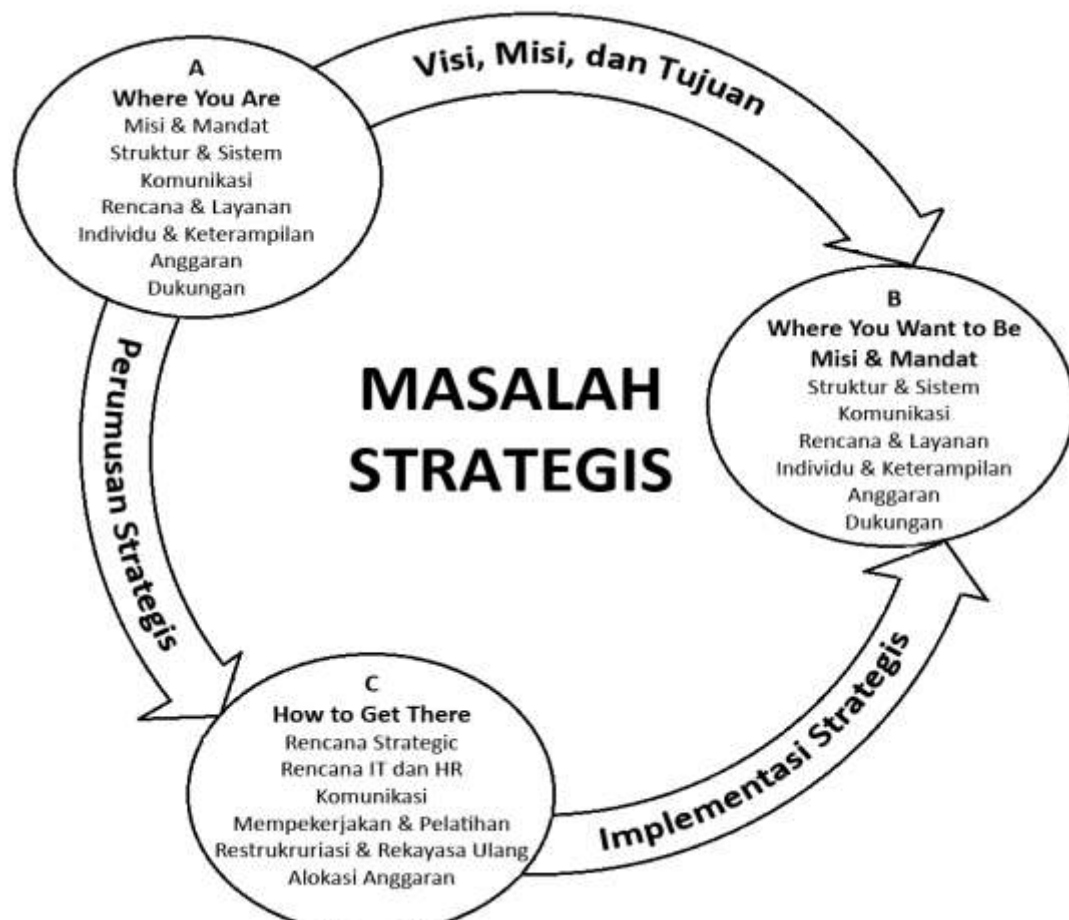 A
Where You Are
Misi & Mandat
Struktur & Sistem
Komunikasi
Rencana & Layanan
Individu & Keterampilan
Anggaran
Dukungan
Visi, Misi, dan Tujuan
B
Where You Want to Be
Misi & Mandat
Struktur & Sistem
Komunikasi
Rencana & Layanan
Individu & Keterampilan
Anggaran
Dukungan
MASALAH
STRATEGIS
Perumusan Strategis
C
How to Get There
Rencana Strategic
Rencana IT dan HR
Komunikasi
Mempekerjakan & Pelatihan
Restrukruriasi & Rekayasa Ulang
Alokasi Anggaran
Implementasi Strategis